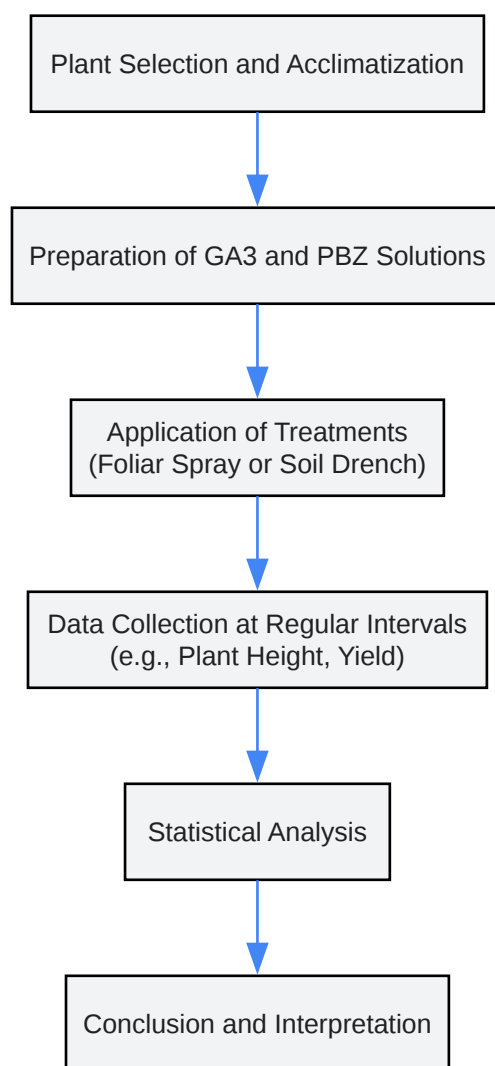 Plant Selection and Acclimatization
Preparation of GA3 and PBZ Solutions
Application of Treatments
(Foliar Spray or Soil Drench)
Data Collection at Regular Intervals
(e.g., Plant Height, Yield)
Statistical Analysis
Conclusion and Interpretation